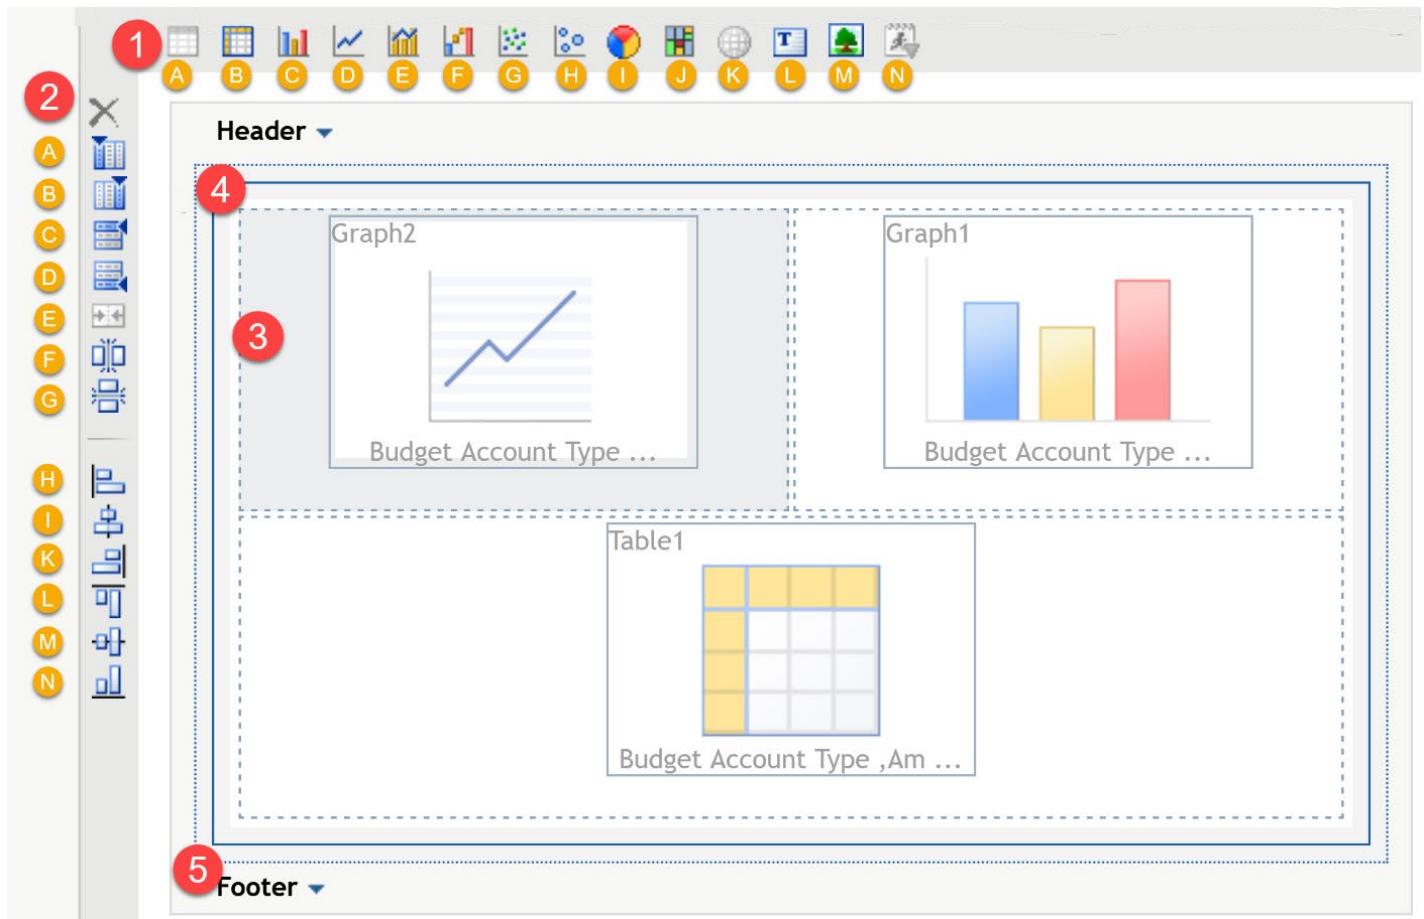 1
A B C D E F G H I J K L M N
2
A
B
C
D
E
F
G
H
I
K
L
M
N
Header
4
Graph2
Graph1
3
Budget Account Type ...
Budget Account Type ...
Table1
Budget Account Type ,Am ...
5
Footer